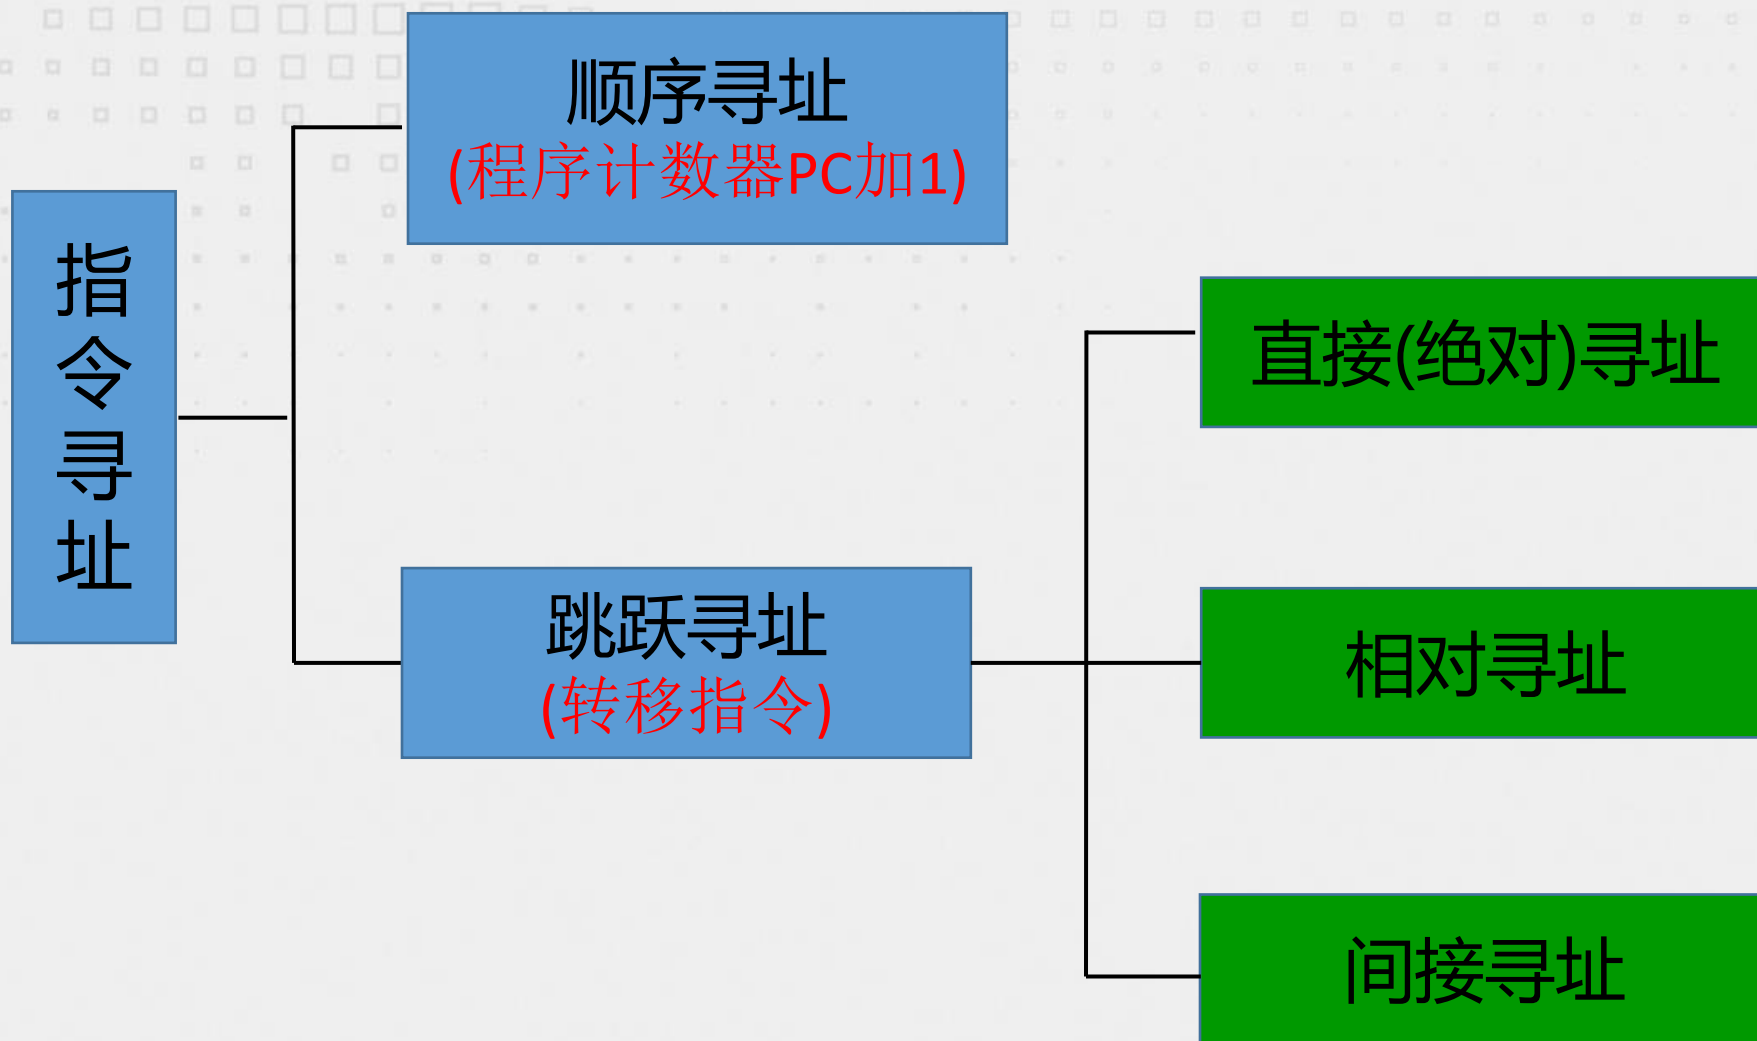 顺序寻址
(程序计数器PC加1)
指令寻址
直接(绝对)寻址
跳跃寻址
(转移指令)
相对寻址
间接寻址